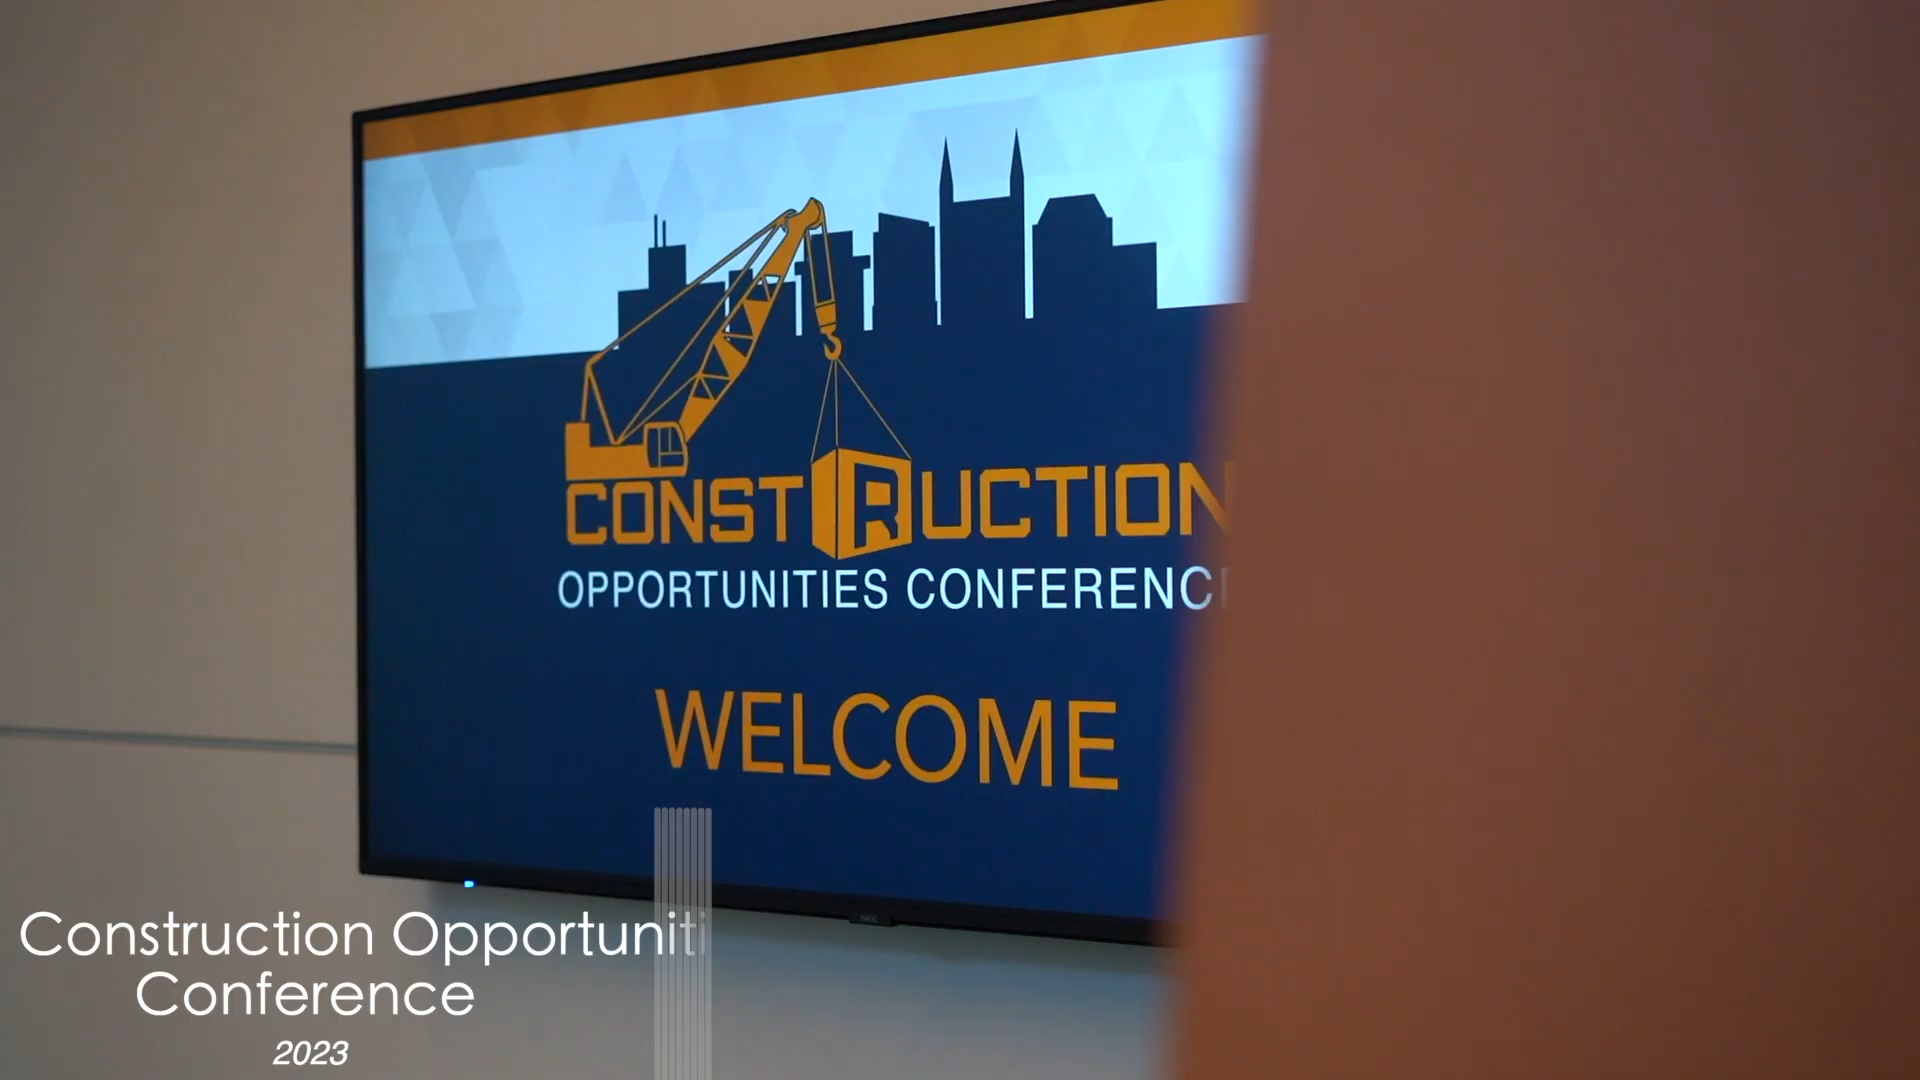 CONSTRUCTION
OPPORTUNITIES CONFERENC
WELCOME
Construction Opportuniti
Conference
2023